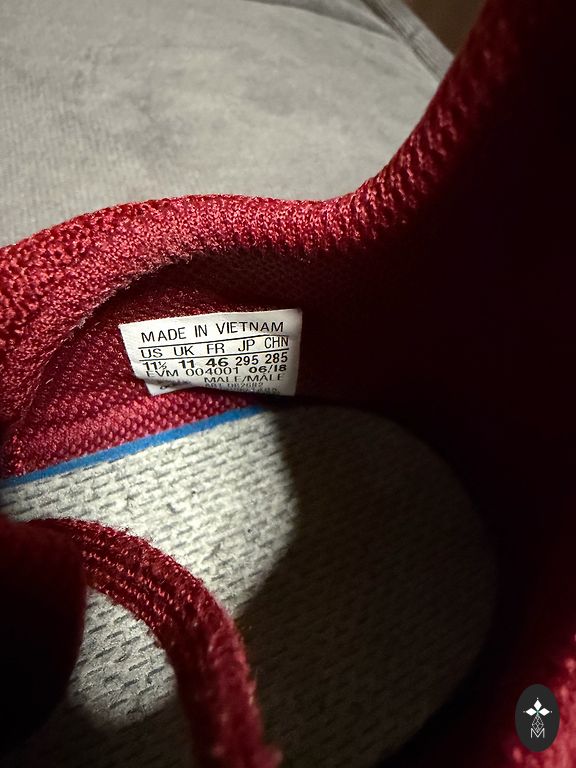 MADE IN VIETNAM
US UK FR JP CHN
11½ 11 46 295 285
EVM 004001 06/18
MALE/MÂLE
M